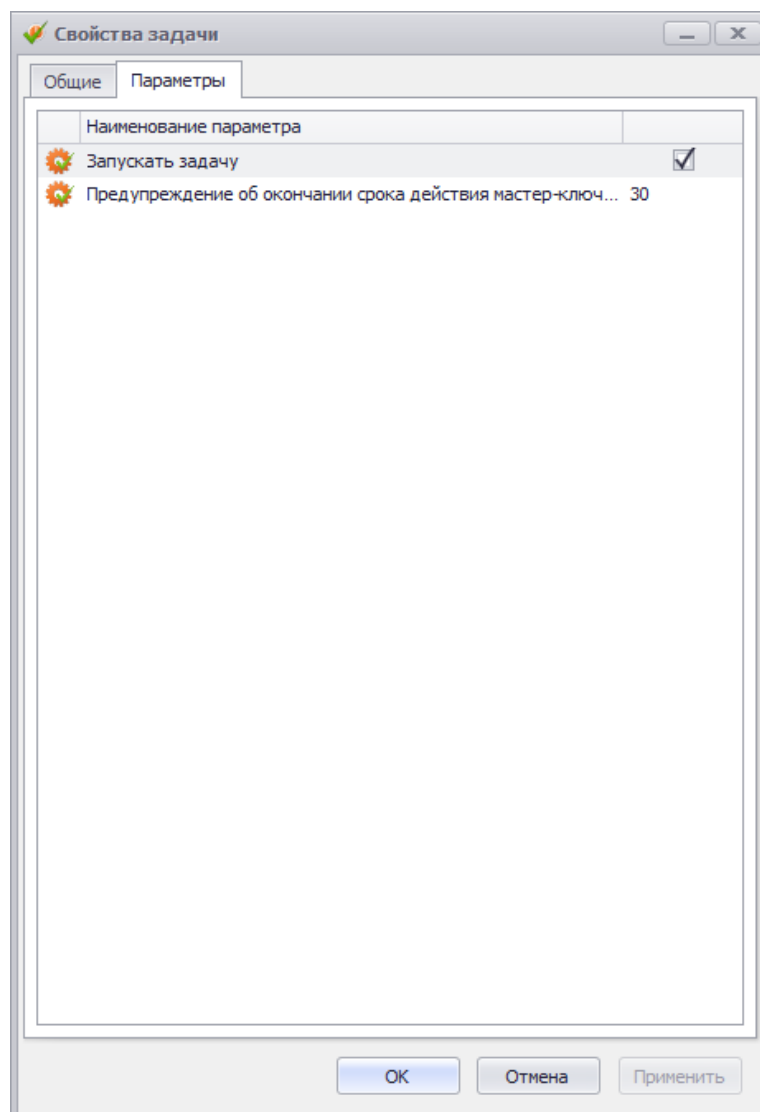 Свойства задачи
Общие Параметры
Наименование параметра
Запускать задачу
Предупреждение об окончании срока действия мастер-ключ... 30
OK Отмена Применить